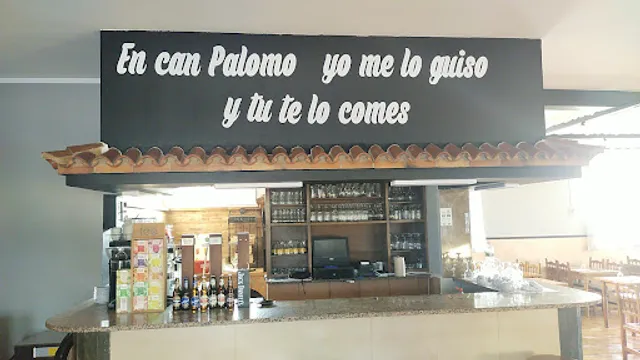 En can Palomo yo me lo guiso
y tu te lo comes